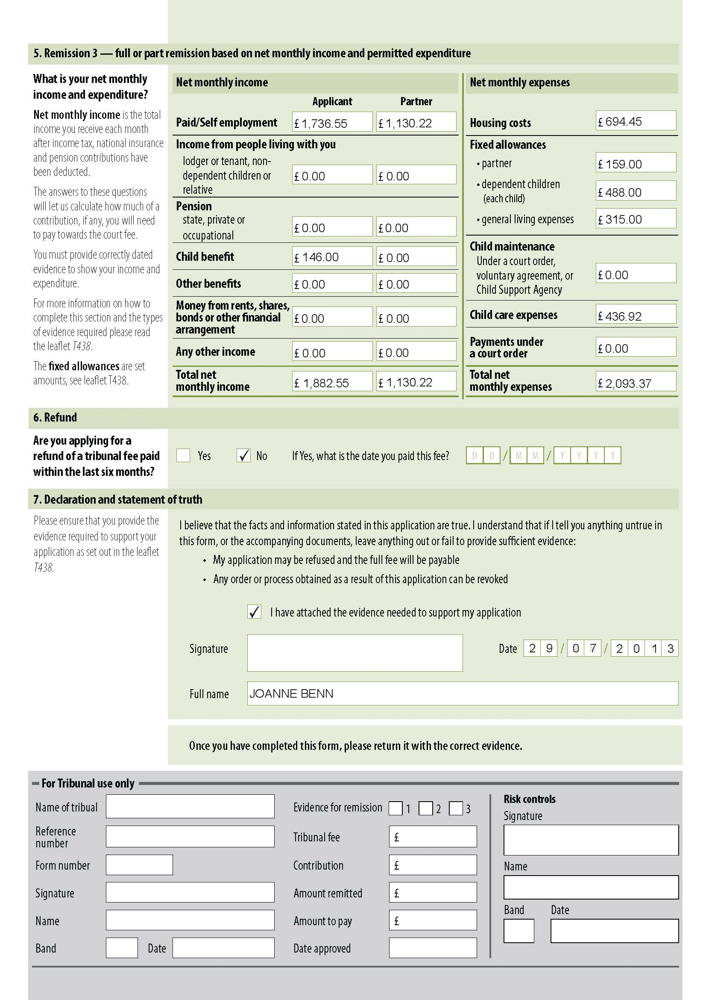 5. Remission 3 — full or part remission based on net monthly income and permitted expenditure
What is your net monthly
income and expenditure?
Net monthly income is the total
income you receive each month
after income tax, national insurance
and pension contributions have
been deducted.
The answers to these questions
will let us calculate how much of a
contribution, if any, you will need
to pay towards the court fee.
You must provide correctly dated
evidence to show your income and
expenditure.
For more information on how to
complete this section and the types
of evidence required please read
the leaflet T438.
The fixed allowances are set
amounts, see leaflet T438.
Net monthly income
Applicant Partner
Paid/Self employment £ 1,736.55 £ 1,130.22
Income from people living with you
lodger or tenant, non-
dependent children or £ 0.00 £ 0.00
relative
Pension
state, private or
occupational £ 0.00 £ 0.00
Child benefit £ 146.00 £ 0.00
Other benefits £ 0.00 £ 0.00
Money from rents, shares,
bonds or other financial £ 0.00 £ 0.00
arrangement
Any other income £ 0.00 £ 0.00
Total net
monthly income £ 1,882.55 £ 1,130.22
Net monthly expenses
Housing costs £ 694.45
Fixed allowances
• partner £ 159.00
• dependent children
(each child) £ 488.00
• general living expenses £ 315.00
Child maintenance
Under a court order,
voluntary agreement, or £ 0.00
Child Support Agency
Child care expenses £ 436.92
Payments under
a court order £ 0.00
Total net
monthly expenses £ 2,093.37
6. Refund
Are you applying for a
refund of a tribunal fee paid
within the last six months?
Yes ✓ No If Yes, what is the date you paid this fee? D D / M M / Y Y Y Y
7. Declaration and statement of truth
Please ensure that you provide the
evidence required to support your
application as set out in the leaflet
T438.
I believe that the facts and information stated in this application are true. I understand that if I tell you anything untrue in
this form, or the accompanying documents, leave anything out or fail to provide sufficient evidence:
• My application may be refused and the full fee will be payable
• Any order or process obtained as a result of this application can be revoked
✓ I have attached the evidence needed to support my application
Signature Date 2 9 / 0 7 / 2 0 1 3
Full name JOANNE BENN
Once you have completed this form, please return it with the correct evidence.
For Tribunal use only
Name of tribual
Reference
number
Form number
Signature
Name
Band Date
Evidence for remission 1 2 3
Tribunal fee £
Contribution £
Amount remitted £
Amount to pay £
Date approved
Risk controls
Signature
Name
Band Date